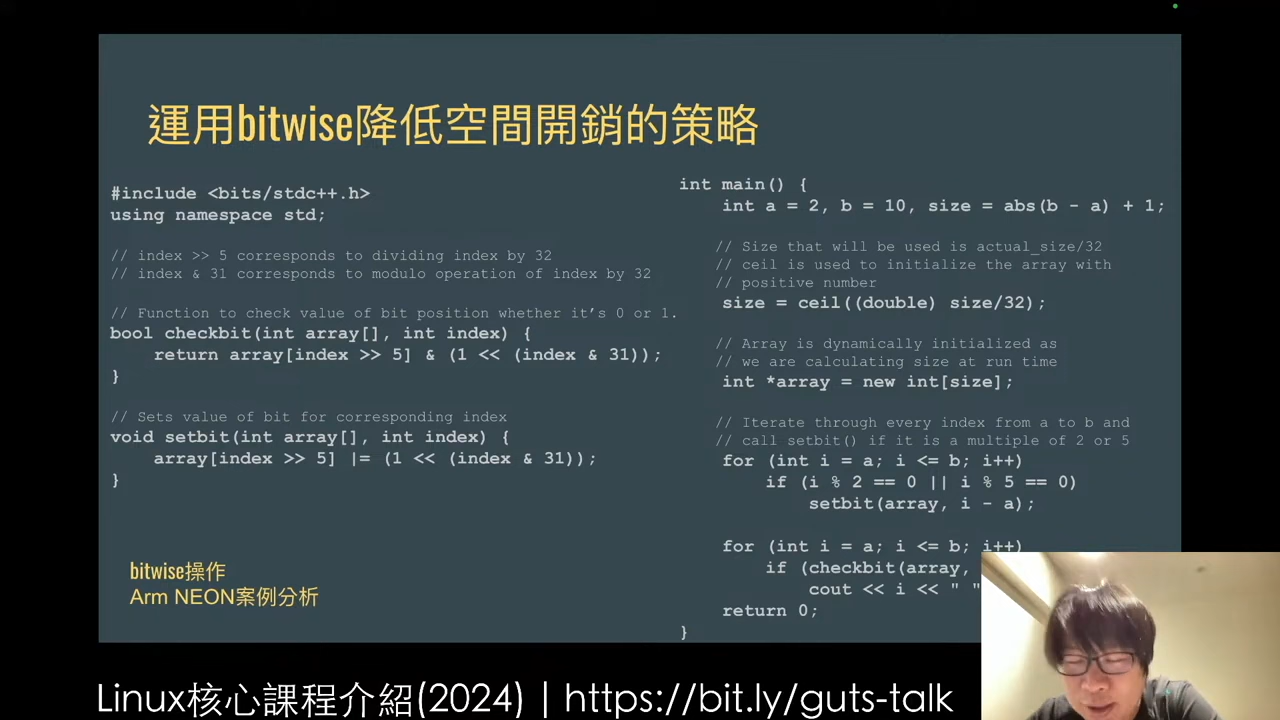 運用bitwise降低空間開銷的策略
#include <bits/stdc++.h>
using namespace std;
// index >> 5 corresponds to dividing index by 32
// index & 31 corresponds to modulo operation of index by 32
// Function to check value of bit position whether it’s 0 or 1.
bool checkbit(int array[], int index) {
return array[index >> 5] & (1 << (index & 31));
}
// Sets value of bit for corresponding index
void setbit(int array[], int index) {
array[index >> 5] |= (1 << (index & 31));
}
bitwise操作
Arm NEON案例分析
int main() {
int a = 2, b = 10, size = abs(b - a) + 1;
// Size that will be used is actual_size/32
// ceil is used to initialize the array with
// positive number
size = ceil((double) size/32);
// Array is dynamically initialized as
// we are calculating size at run time
int *array = new int[size];
// Iterate through every index from a to b and
// call setbit() if it is a multiple of 2 or 5
for (int i = a; i <= b; i++)
if (i % 2 == 0 || i % 5 == 0)
setbit(array, i - a);
for (int i = a; i <= b; i++)
if (checkbit(array,
cout << i << " "
return 0;
}
Linux核心課程介紹(2024) | https://bit.ly/guts-talk